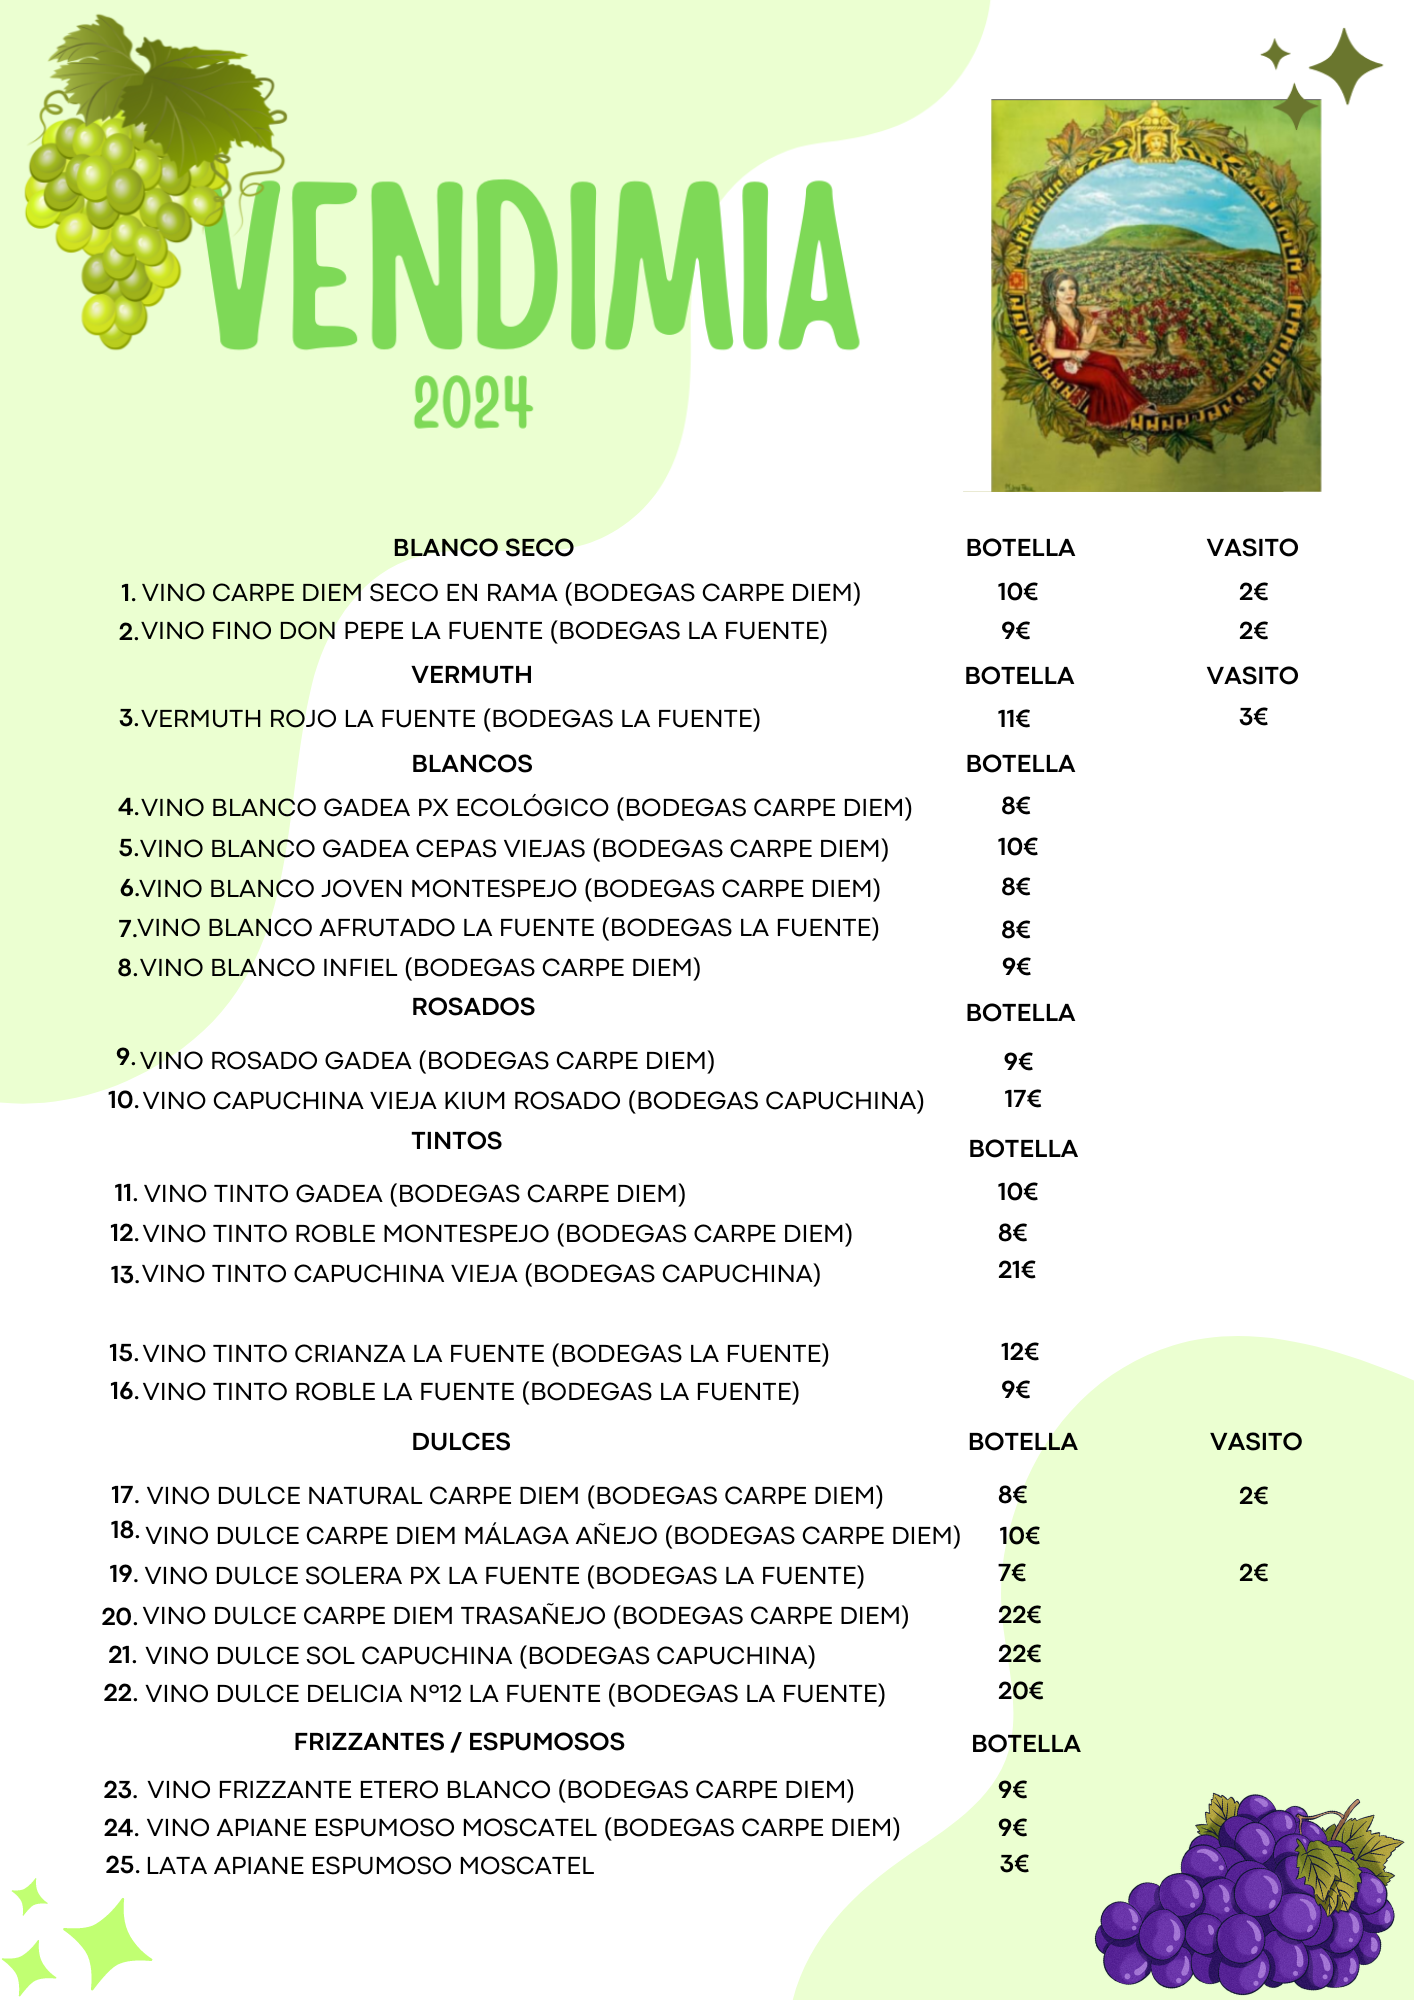 VENDIMIA
2024
BLANCO SECO BOTELLA VASITO
1. VINO CARPE DIEM SECO EN RAMA (BODEGAS CARPE DIEM) 10€ 2€
2. VINO FINO DON PEPE LA FUENTE (BODEGAS LA FUENTE) 9€ 2€
VERMUTH BOTELLA VASITO
3. VERMUTH ROJO LA FUENTE (BODEGAS LA FUENTE) 11€ 3€
BLANCOS BOTELLA
4. VINO BLANCO GADEA PX ECOLÓGICO (BODEGAS CARPE DIEM) 8€
5. VINO BLANCO GADEA CEPAS VIEJAS (BODEGAS CARPE DIEM) 10€
6. VINO BLANCO JOVEN MONTESPEJO (BODEGAS CARPE DIEM) 8€
7. VINO BLANCO AFRUTADO LA FUENTE (BODEGAS LA FUENTE) 8€
8. VINO BLANCO INFIEL (BODEGAS CARPE DIEM) 9€
ROSADOS BOTELLA
9. VINO ROSADO GADEA (BODEGAS CARPE DIEM) 9€
10. VINO CAPUCHINA VIEJA KIUM ROSADO (BODEGAS CAPUCHINA) 17€
TINTOS BOTELLA
11. VINO TINTO GADEA (BODEGAS CARPE DIEM) 10€
12. VINO TINTO ROBLE MONTESPEJO (BODEGAS CARPE DIEM) 8€
13. VINO TINTO CAPUCHINA VIEJA (BODEGAS CAPUCHINA) 21€
15. VINO TINTO CRIANZA LA FUENTE (BODEGAS LA FUENTE) 12€
16. VINO TINTO ROBLE LA FUENTE (BODEGAS LA FUENTE) 9€
DULCES BOTELLA VASITO
17. VINO DULCE NATURAL CARPE DIEM (BODEGAS CARPE DIEM) 8€ 2€
18. VINO DULCE CARPE DIEM MÁLAGA AÑEJO (BODEGAS CARPE DIEM) 10€
19. VINO DULCE SOLERA PX LA FUENTE (BODEGAS LA FUENTE) 7€ 2€
20. VINO DULCE CARPE DIEM TRASAÑEJO (BODEGAS CARPE DIEM) 22€
21. VINO DULCE SOL CAPUCHINA (BODEGAS CAPUCHINA) 22€
22. VINO DULCE DELICIA Nº12 LA FUENTE (BODEGAS LA FUENTE) 20€
FRIZZANTES / ESPUMOSOS BOTELLA
23. VINO FRIZZANTE ETERO BLANCO (BODEGAS CARPE DIEM) 9€
24. VINO APIANE ESPUMOSO MOSCATEL (BODEGAS CARPE DIEM) 9€
25. LATA APIANE ESPUMOSO MOSCATEL 3€